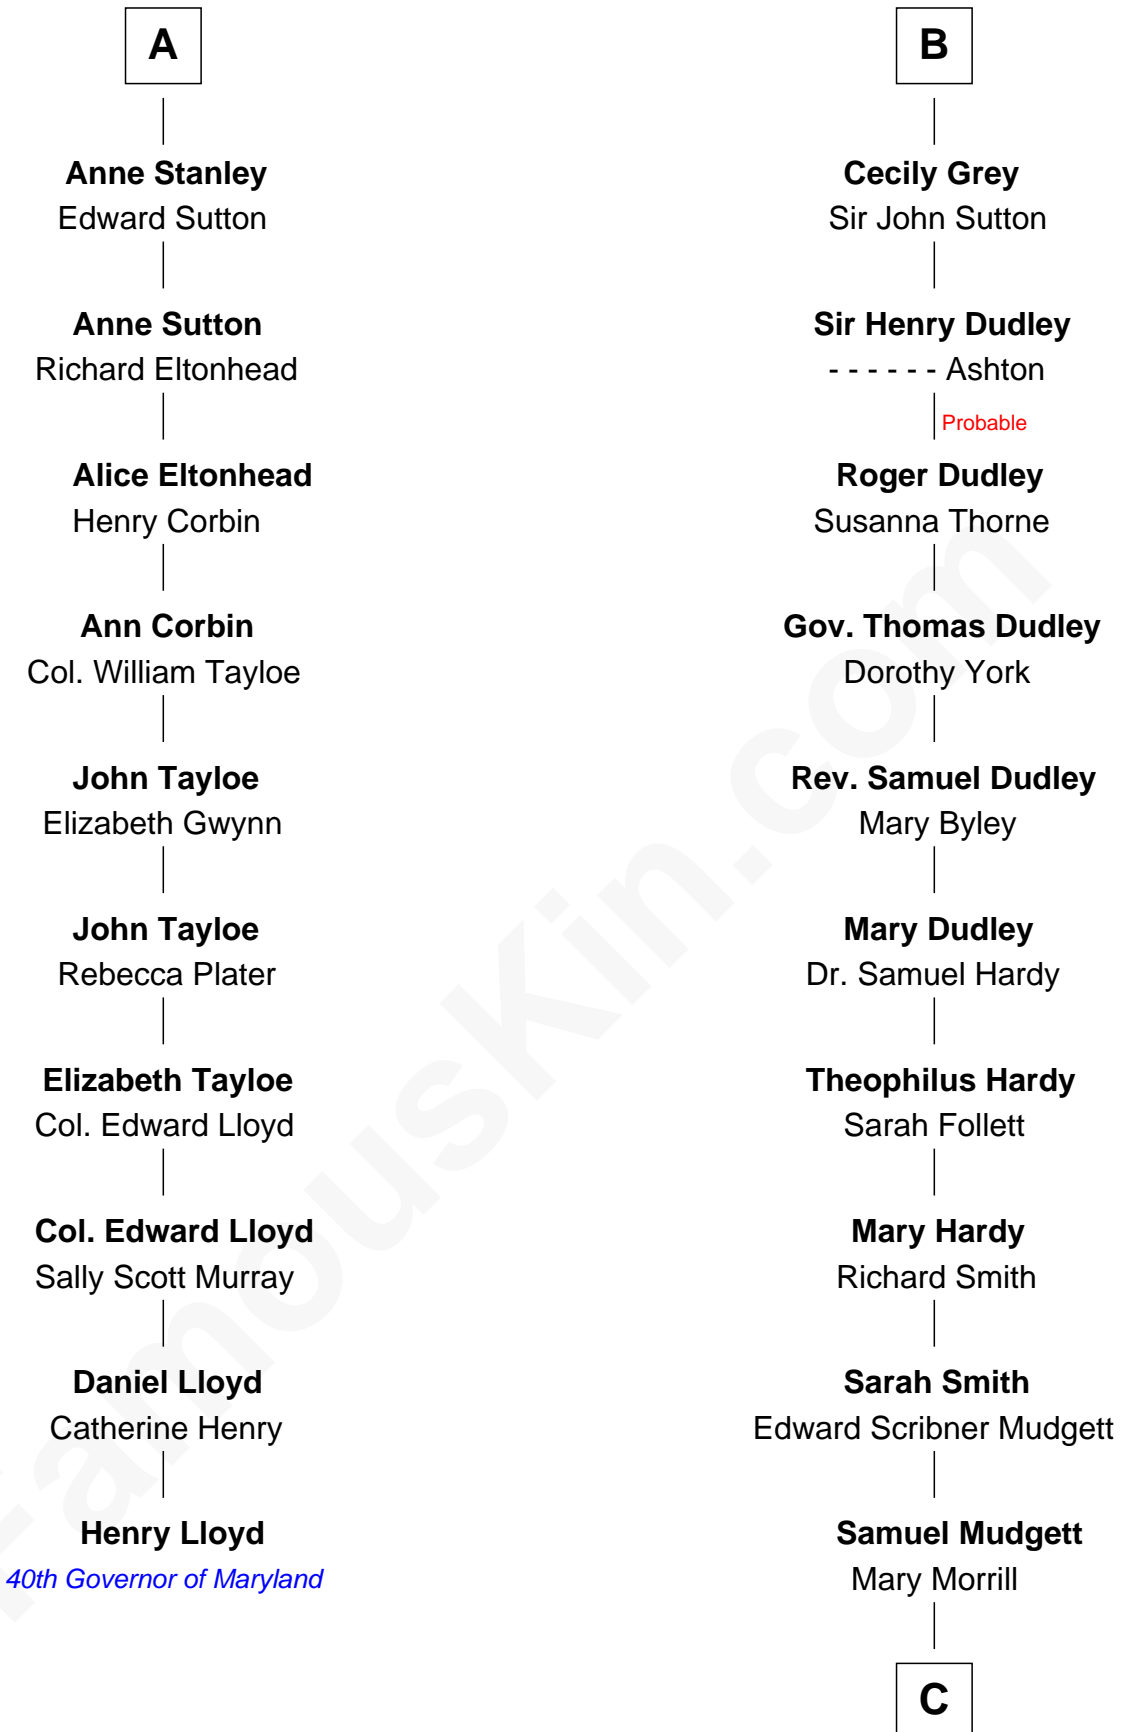 A
Anne Stanley
Edward Sutton
Anne Sutton
Richard Eltonhead
Alice Eltonhead
Henry Corbin
Ann Corbin
Col. William Tayloe
John Tayloe
Elizabeth Gwynn
John Tayloe
Rebecca Plater
Elizabeth Tayloe
Col. Edward Lloyd
Col. Edward Lloyd
Sally Scott Murray
Daniel Lloyd
Catherine Henry
Henry Lloyd
40th Governor of Maryland
B
Cecily Grey
Sir John Sutton
Sir Henry Dudley
- - - - - - Ashton
Probable
Roger Dudley
Susanna Thorne
Gov. Thomas Dudley
Dorothy York
Rev. Samuel Dudley
Mary Byley
Mary Dudley
Dr. Samuel Hardy
Theophilus Hardy
Sarah Follett
Mary Hardy
Richard Smith
Sarah Smith
Edward Scribner Mudgett
Samuel Mudgett
Mary Morrill
C
FamousKin.com